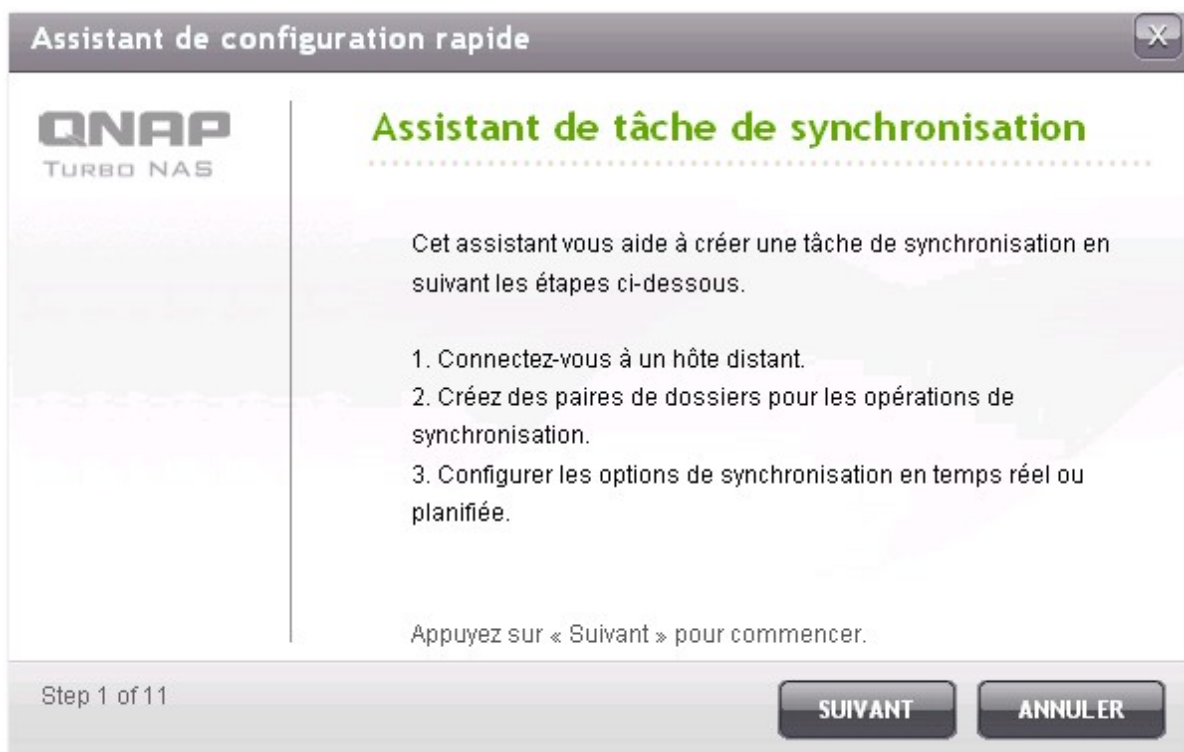 Assistant de configuration rapide
X
QNAP
TURBO NAS
Assistant de tâche de synchronisation
Cet assistant vous aide à créer une tâche de synchronisation en
suivant les étapes ci-dessous.
1. Connectez-vous à un hôte distant.
2. Créez des paires de dossiers pour les opérations de
synchronisation.
3. Configurer les options de synchronisation en temps réel ou
planifiée.
Appuyez sur « Suivant » pour commencer.
Step 1 of 11
SUIVANT
ANNULER